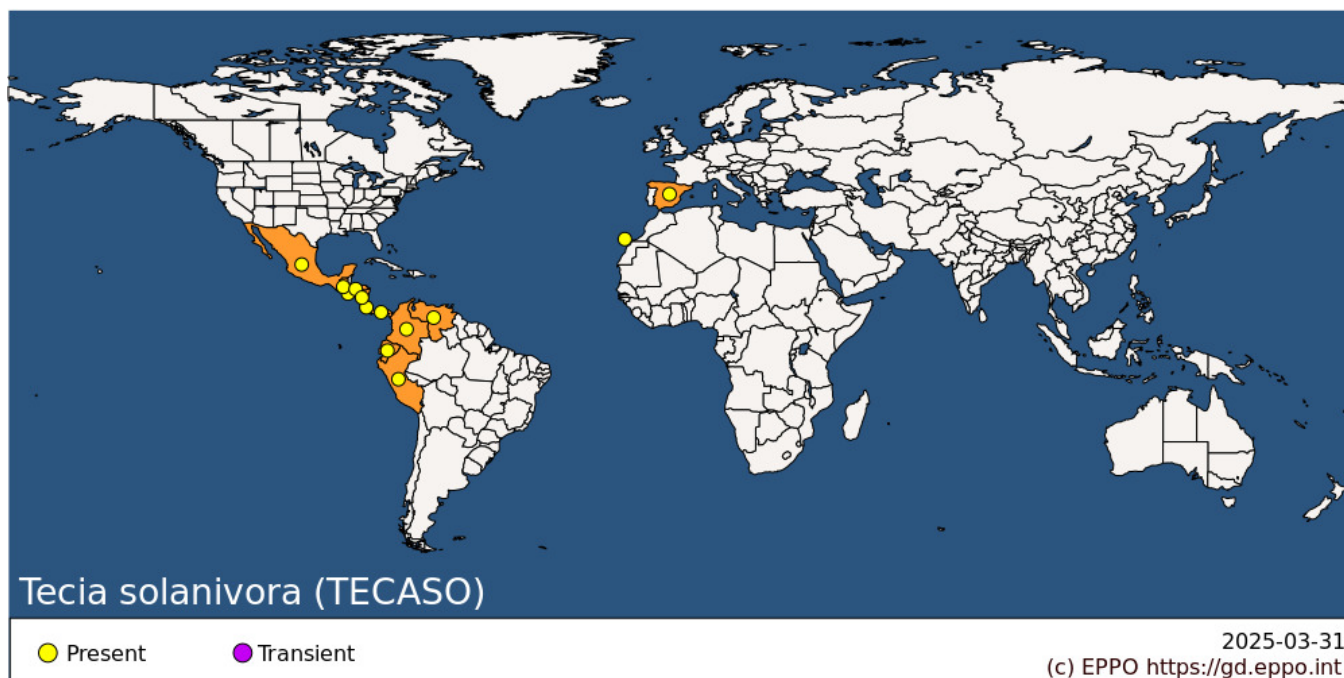 Tecia solanivora (TECASO)
Present
Transient
2025-03-31
(c) EPPO https://gd.eppo.int